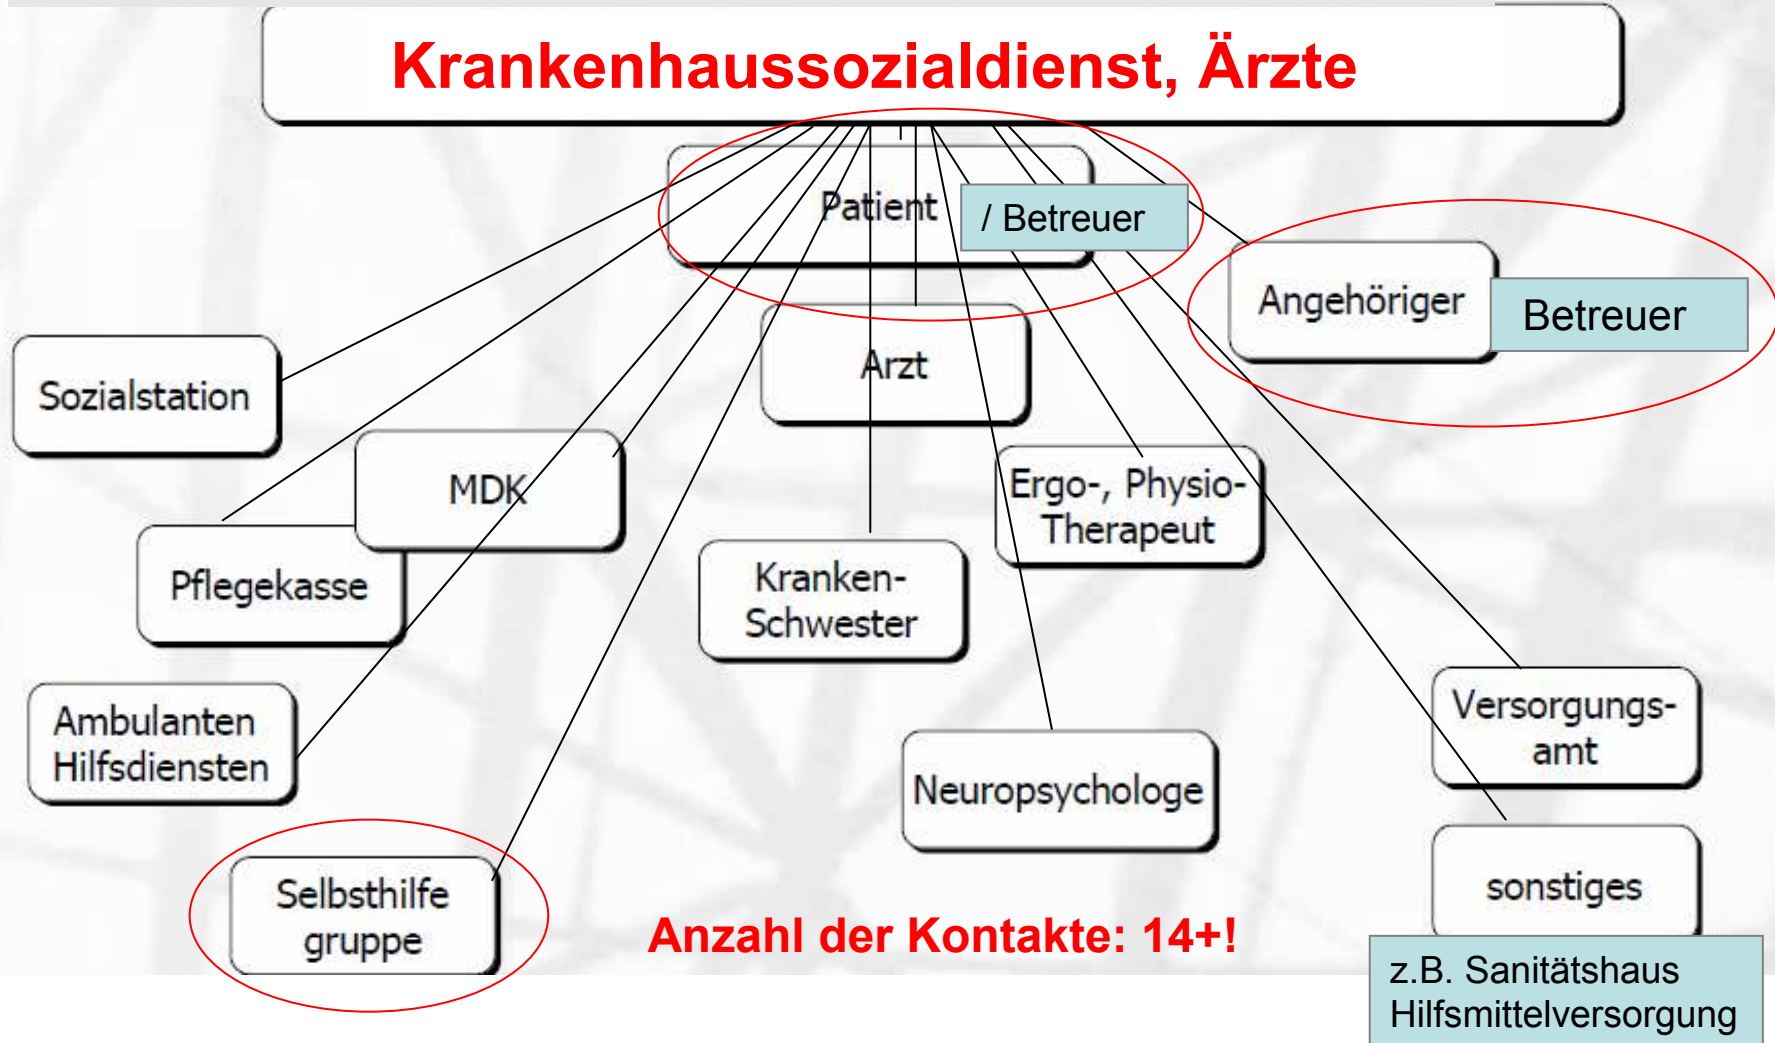 Krankenhaussozialdienst, Ärzte
Patient
/ Betreuer
Angehöriger
Betreuer
Arzt
Sozialstation
MDK
Ergo-, Physio-
Therapeut
Pflegekasse
Kranken-
Schwester
Ambulanten
Hilfsdiensten
Versorgungs-
amt
Neuropsychologe
Selbsthilfe
gruppe
sonstiges
Anzahl der Kontakte: 14+!
z.B. Sanitätshaus
Hilfsmittelversorgung